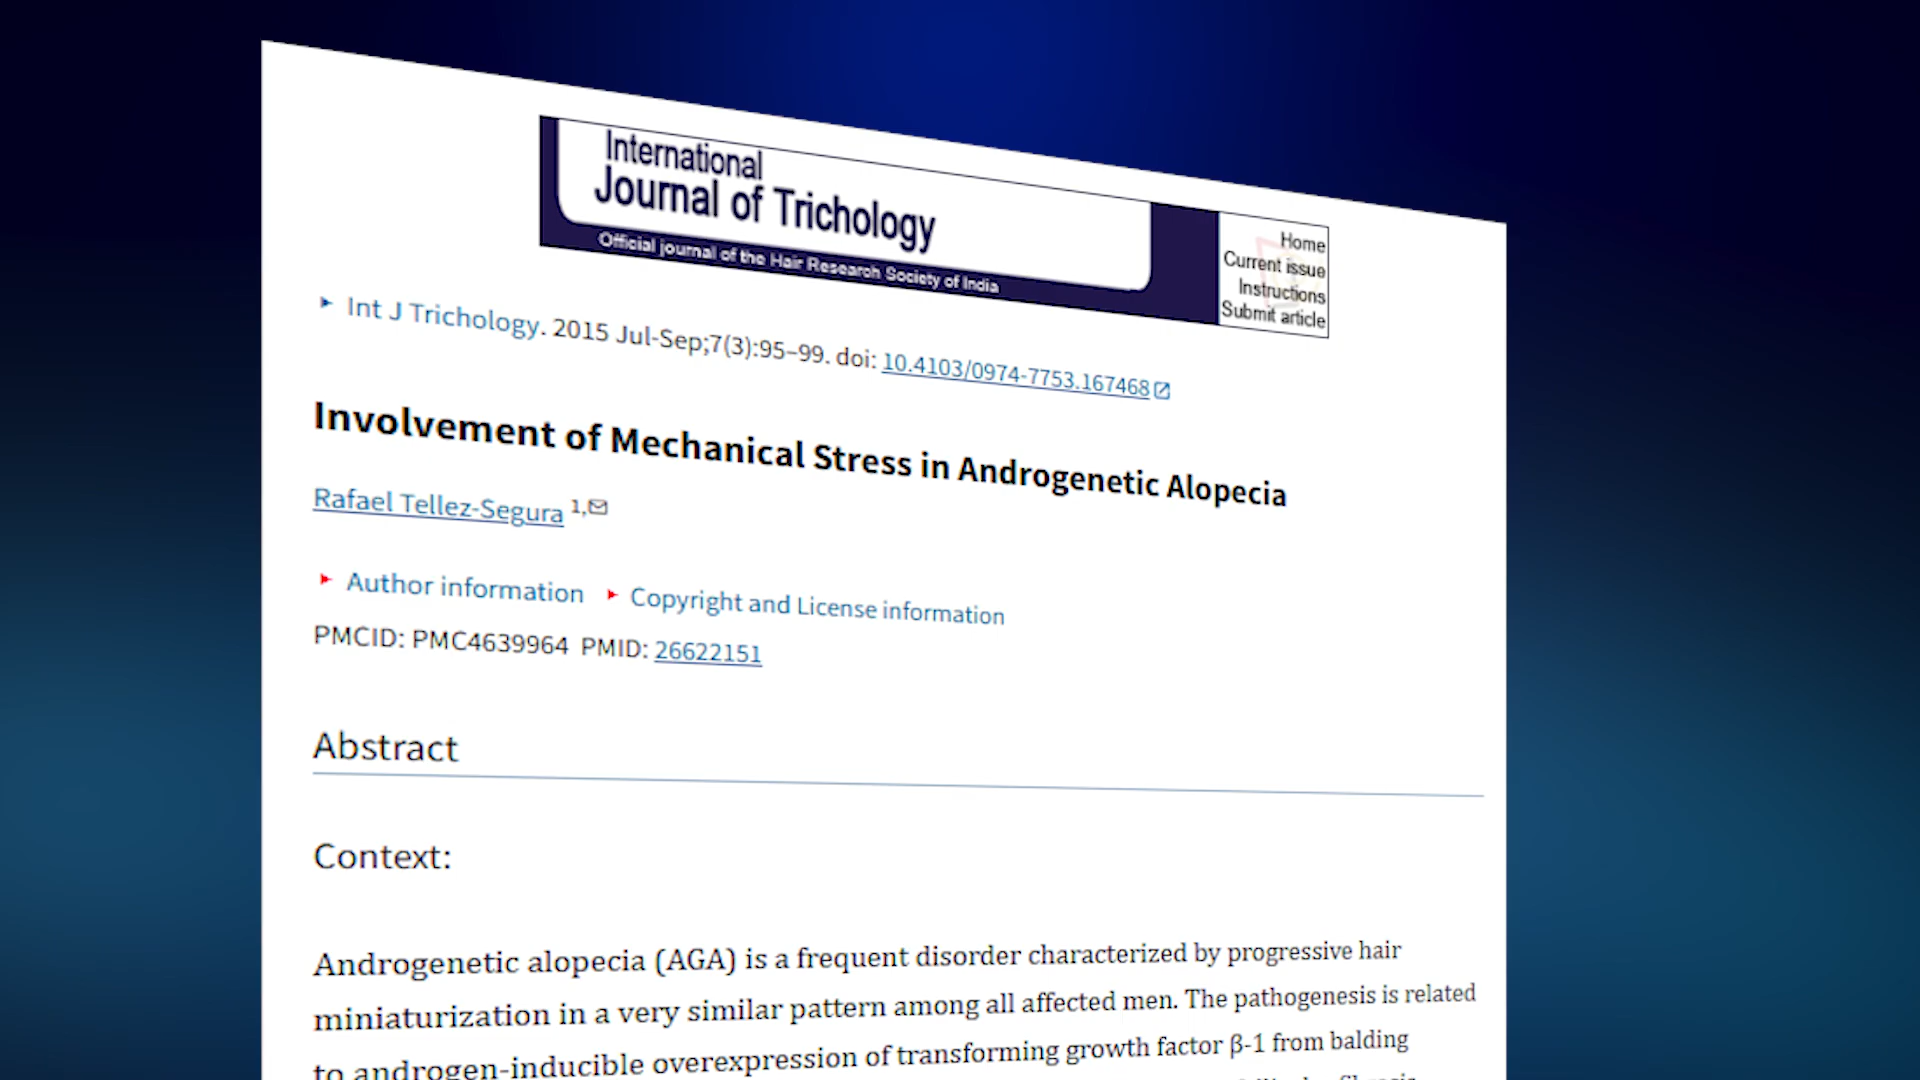 International
Journal of Trichology
Official journal of the Hair Research Society of India
Home
Current issue
Instructions
Submit article
Int J Trichology. 2015 Jul-Sep;7(3):95–99. doi: 10.4103/0974-7753.167468
Involvement of Mechanical Stress in Androgenetic Alopecia
Rafael Tellez-Segura 1,
Author information Copyright and License information
PMCID: PMC4639964 PMID: 26622151
Abstract
Context:
Androgenetic alopecia (AGA) is a frequent disorder characterized by progressive hair
miniaturization in a very similar pattern among all affected men. The pathogenesis is related
to androgen-inducible overexpression of transforming growth factor β-1 from balding